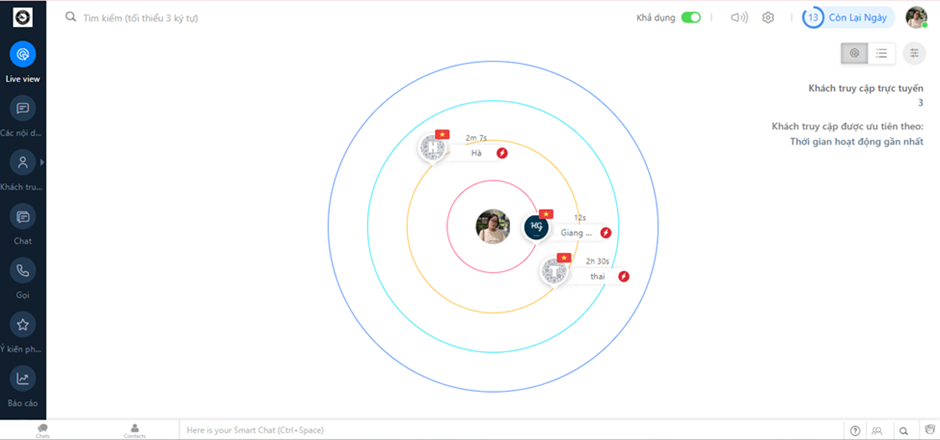 Tìm kiếm (tối thiểu 3 ký tự)
Khả dụng
13
Còn Lại Ngày
Live view
Các nội d...
Khách tru...
Chat
Gọi
Ý kiến ph...
Báo cáo
Khách truy cập trực tuyến
3
Khách truy cập được ưu tiên theo:
Thời gian hoạt động gần nhất
H
2m 7s
Hà
HG
12s
Giang ...
T
2h 30s
thai
Chats
Contacts
Here is your Smart Chat (Ctrl+Space)